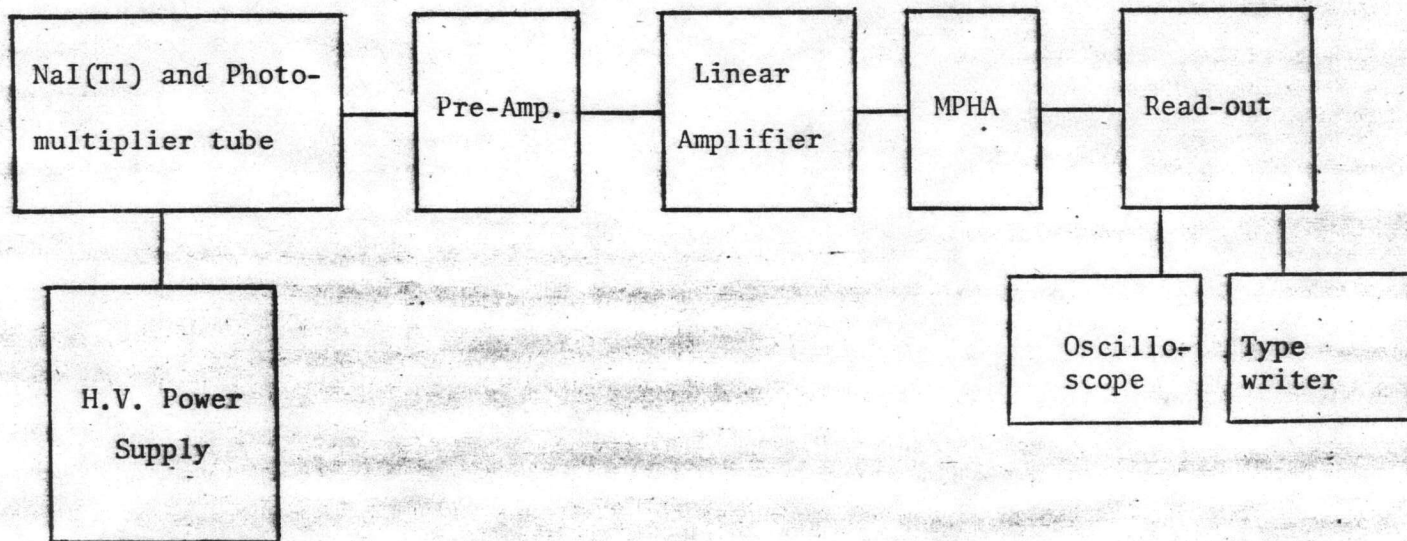 NaI(Tl) and Photo-
multiplier tube
Pre-Amp.
Linear
Amplifier
MPHA
Read-out
H.V. Power
Supply
Oscillo-
scope
Type
writer